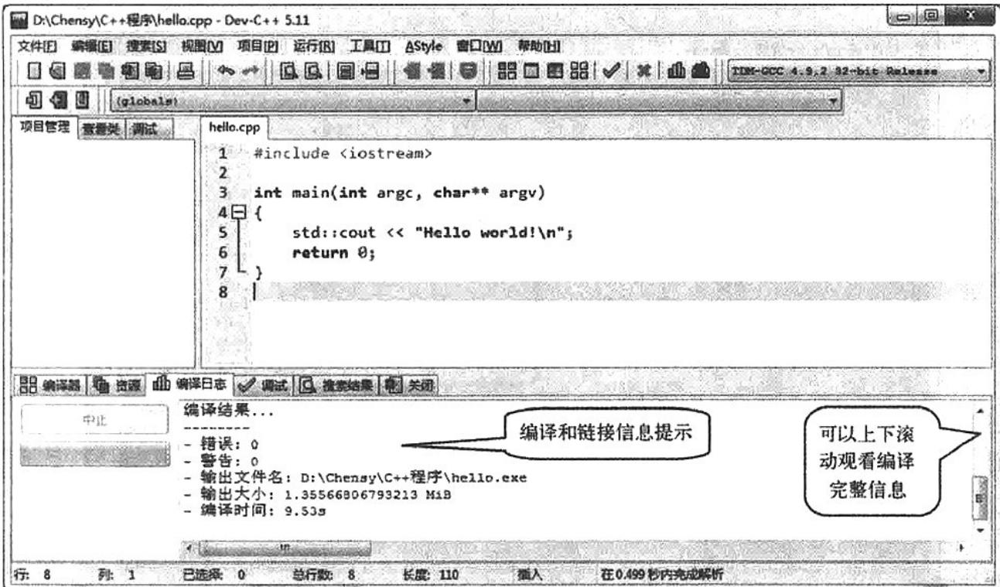 D:\Chensy\C++程序\hello.cpp - Dev-C++ 5.11
文件[F] 编辑[E] 搜索[S] 视图[V] 项目[P] 运行[R] 工具[T] AStyle 窗口[W] 帮助[H]
TDM-GCC 4.9.2 32-bit Release
(globals)
项目管理 查看类 调试 hello.cpp
1 #include <iostream>
2
3 int main(int argc, char** argv)
4 {
5 std::cout << "Hello world!\n";
6 return 0;
7 }
8
编译器 资源 编译日志 调试 搜索结果 关闭
中止
编译结果...
--------
- 错误: 0
- 警告: 0
- 输出文件名: D:\Chensy\C++程序\hello.exe
- 输出大小: 1.35566806793213 MiB
- 编译时间: 9.53s
编译和链接信息提示
可以上下滚
动观看编译
完整信息
行: 8 列: 1 已选择: 0 总行数: 8 长度: 110 插入 在 0.499 秒内完成解析